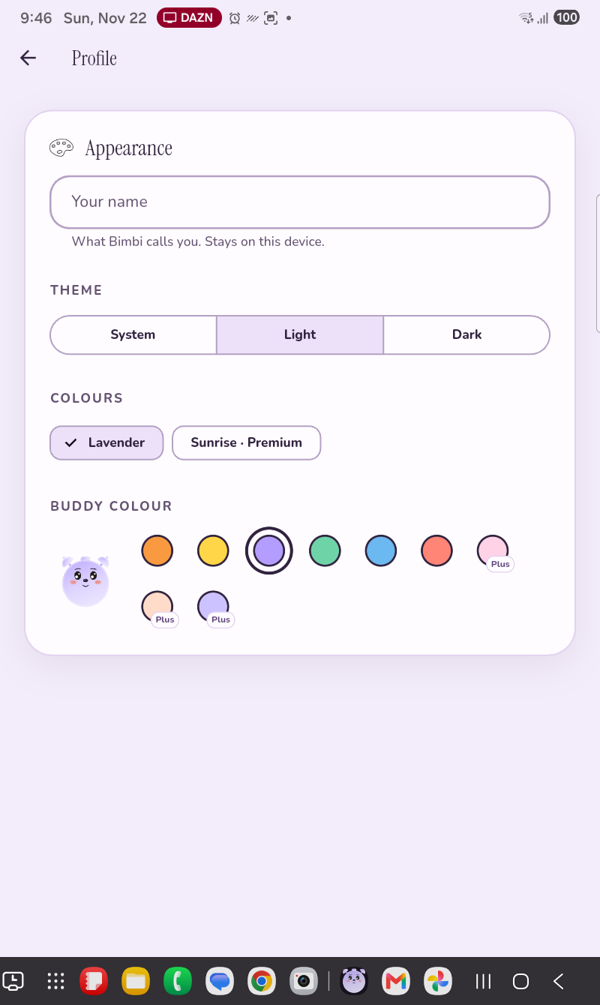 9:46 Sun, Nov 22 DAZN 100
Profile
Appearance
Your name
What Bimbi calls you. Stays on this device.
THEME
System Light Dark
COLOURS
Lavender Sunrise · Premium
BUDDY COLOUR
Plus
Plus Plus